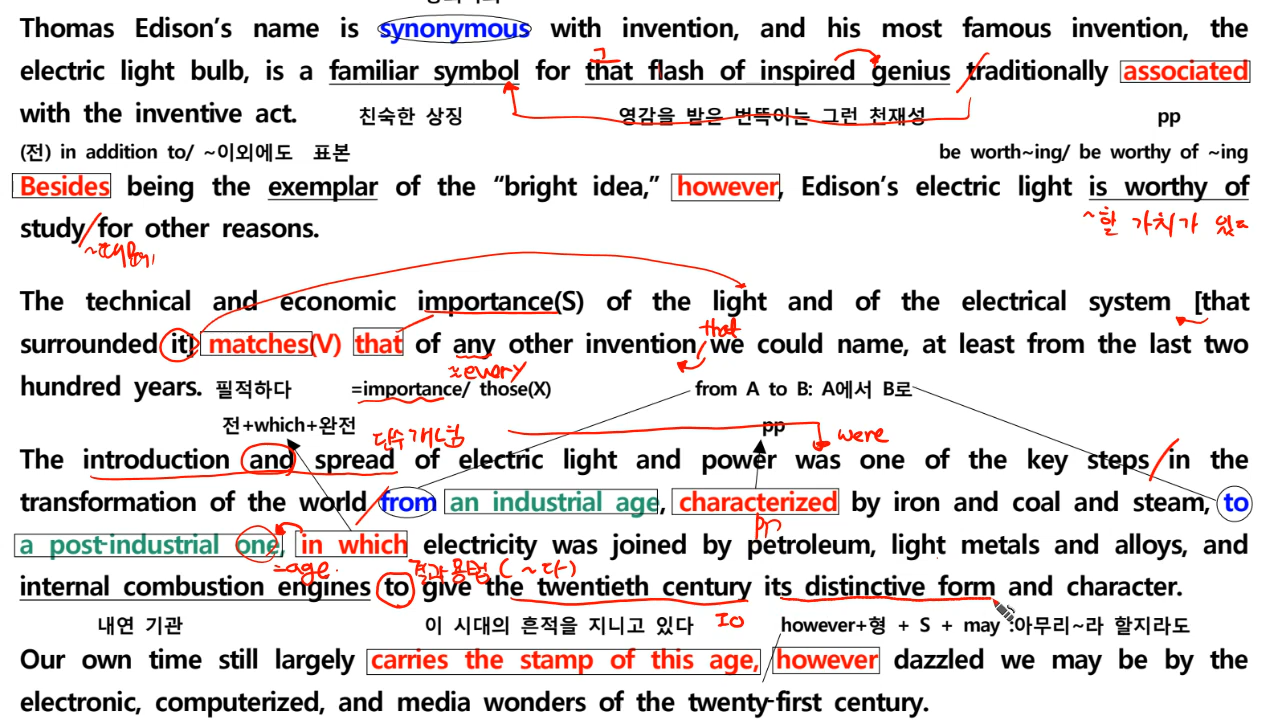 Thomas Edison's name is synonymous with invention, and his most famous invention, the
electric light bulb, is a familiar symbol for that flash of inspired genius traditionally associated
with the inventive act. 친숙한 상징 영감을 받은 번뜩이는 그런 천재성 pp
(전) in addition to/ ~이외에도 표본 be worth~ing/ be worthy of ~ing
Besides being the exemplar of the “bright idea,” however, Edison's electric light is worthy of
study/for other reasons. ~할 가치가 있다
The technical and economic importance(S) of the light and of the electrical system [that
that
surrounded it] matches(V) that of any other invention we could name, at least from the last two
≈every
hundred years. 필적하다 =importance/ those(X) from A to B: A에서 B로
전+which+완전 단수개념 pp were
The introduction and spread of electric light and power was one of the key steps/in the
transformation of the world from an industrial age, characterized by iron and coal and steam, to
a post-industrial one, in which electricity was joined by petroleum, light metals and alloys, and
=age.
internal combustion engines to give the twentieth century its distinctive form and character.
내연 기관 이 시대의 흔적을 지니고 있다 IO however+형 + S + may :아무리~라 할지라도
Our own time still largely carries the stamp of this age, however dazzled we may be by the
electronic, computerized, and media wonders of the twenty-first century.